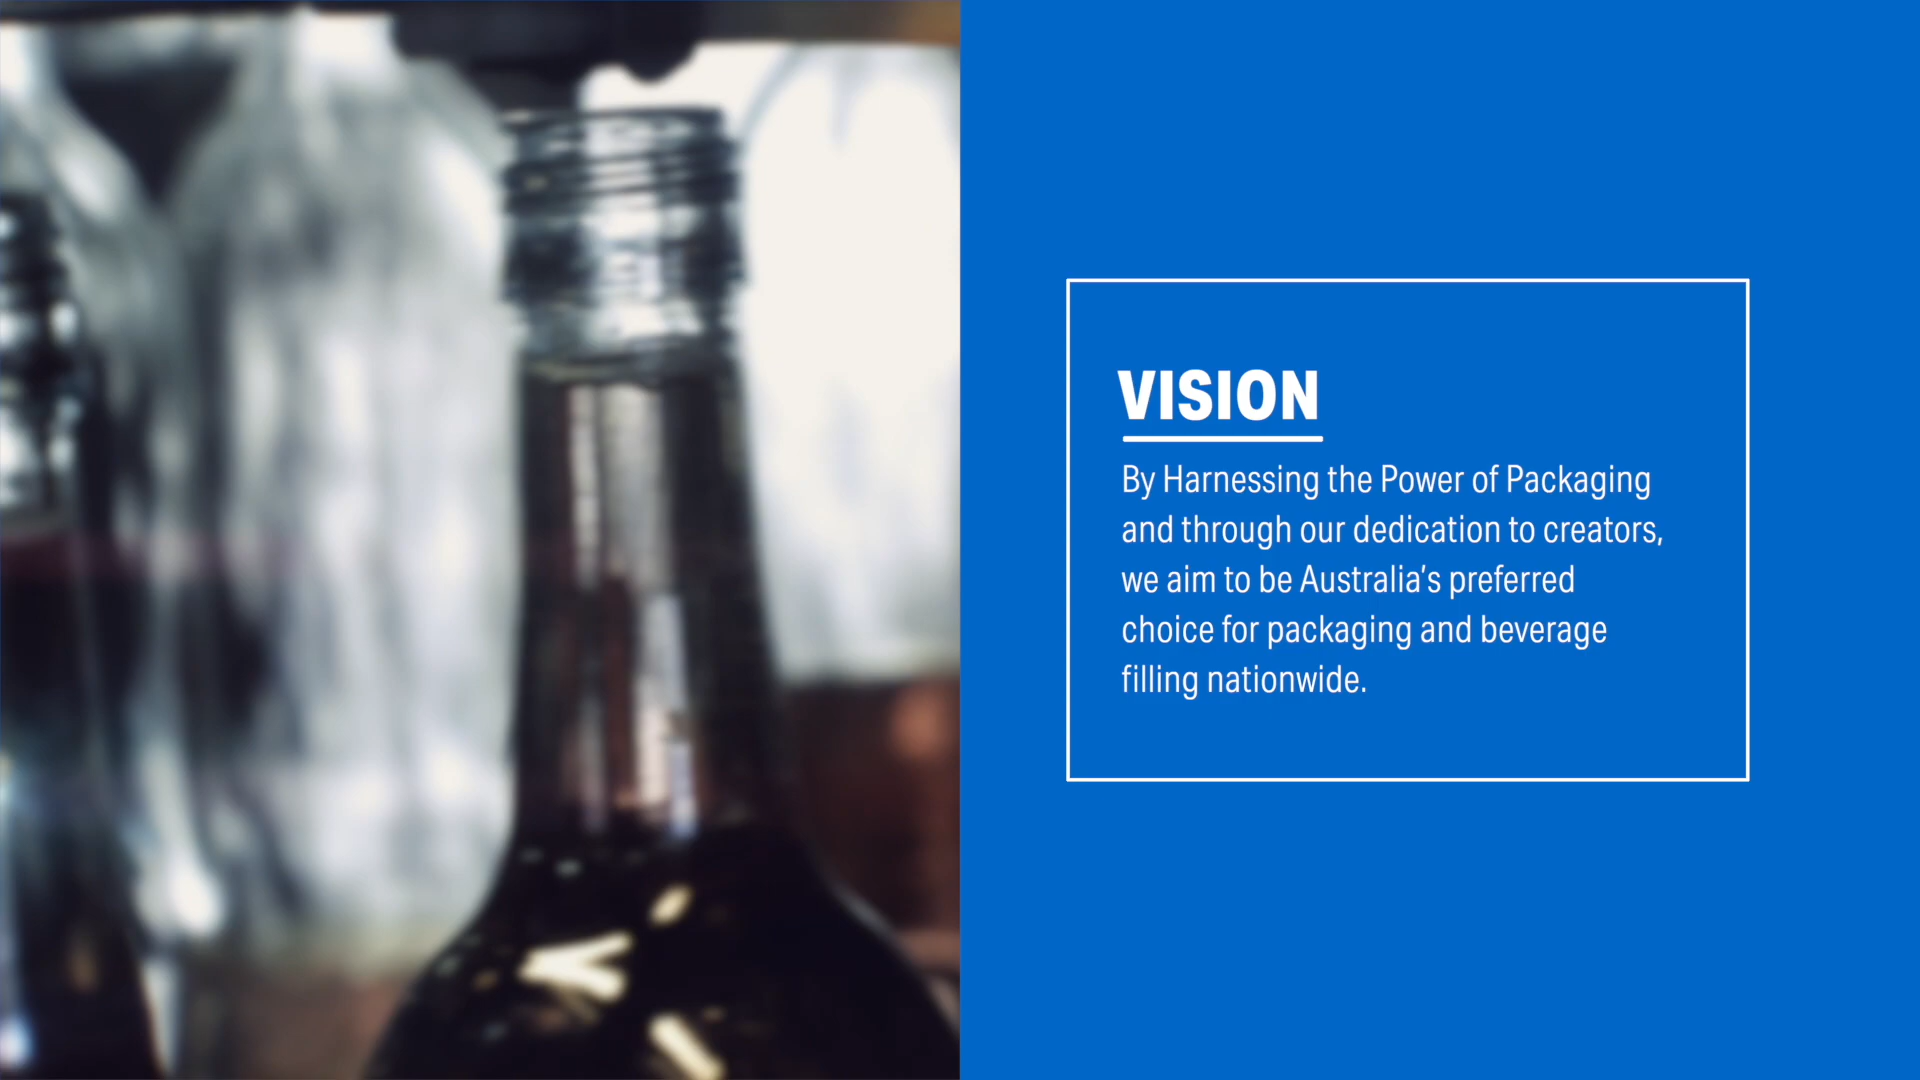 VISION
By Harnessing the Power of Packaging
and through our dedication to creators,
we aim to be Australia's preferred
choice for packaging and beverage
filling nationwide.